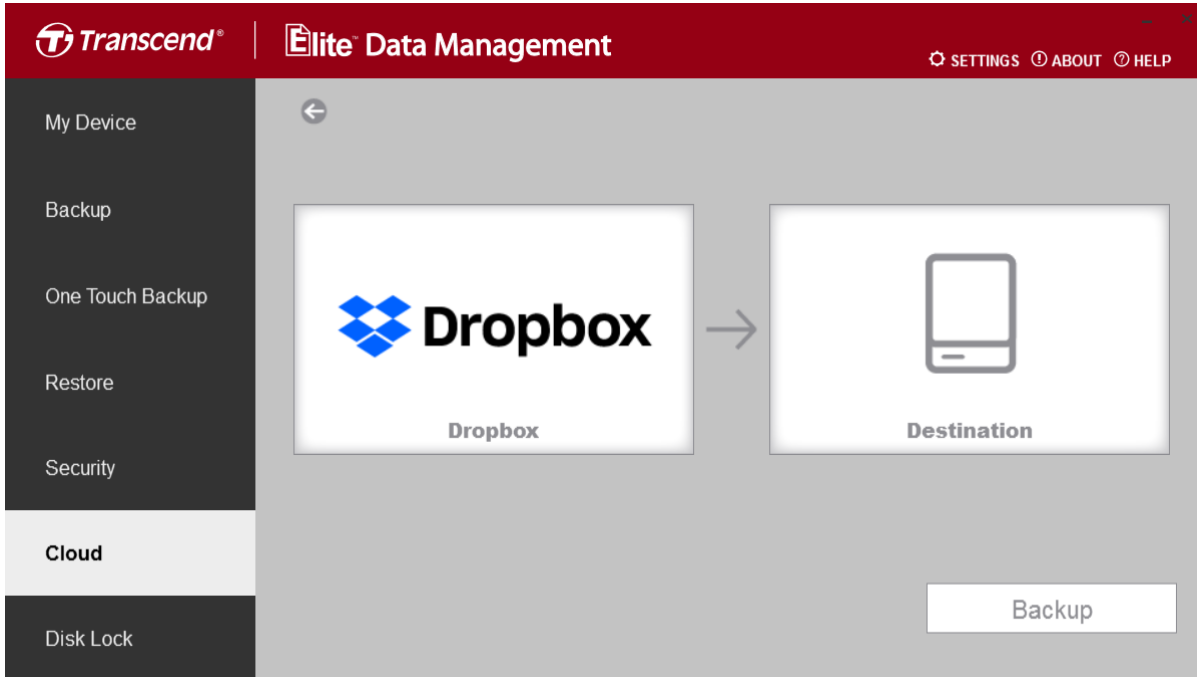 Transcend® Elite™ Data Management
SETTINGS ABOUT HELP
My Device
Backup
One Touch Backup
Restore
Security
Cloud
Disk Lock
Dropbox
Dropbox
Destination
Backup